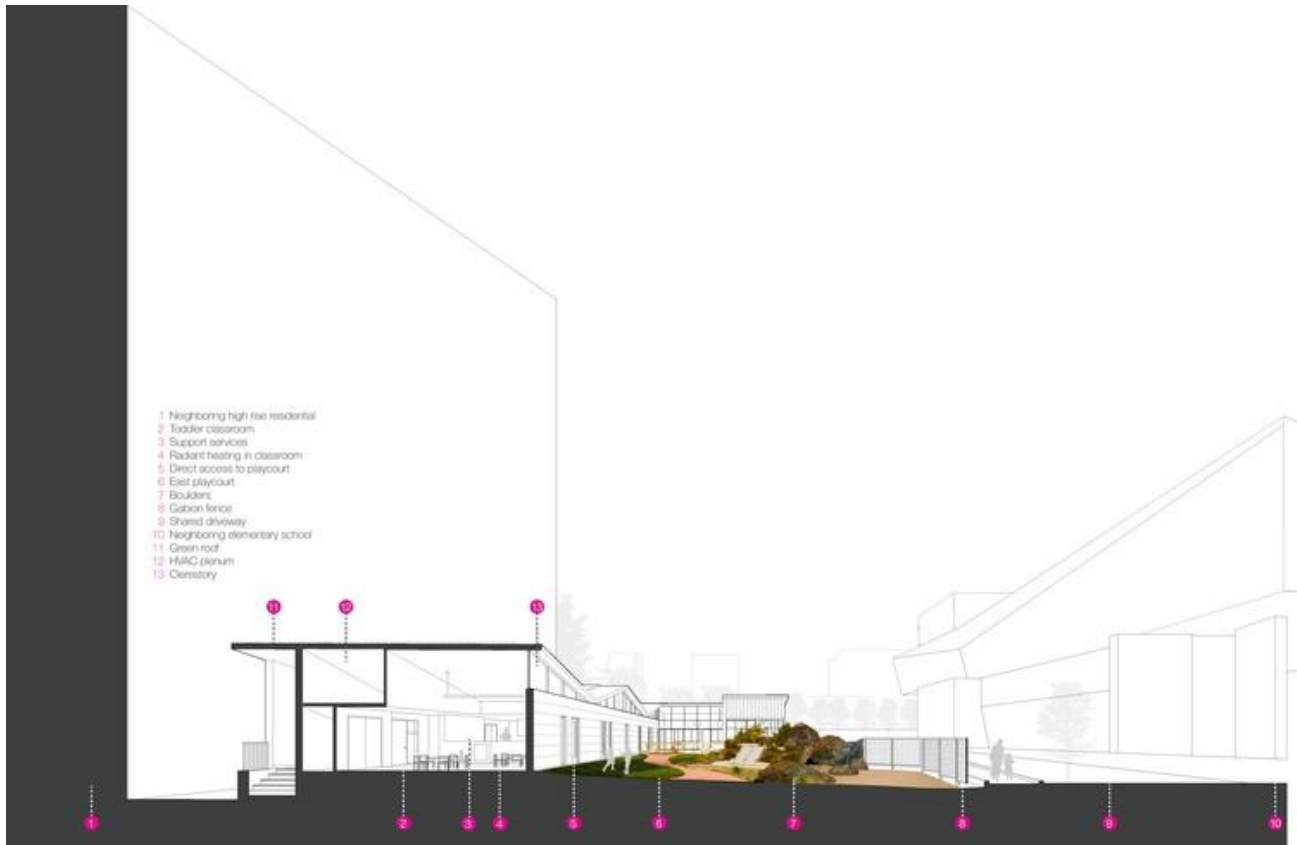 1 Neighboring high rise residential
2 Toddler classroom
3 Support services
4 Radiant heating in classroom
5 Direct access to playcourt
6 East playcourt
7 Boulders
8 Gabion fence
9 Shared driveway
10 Neighboring elementary school
11 Green roof
12 HVAC plenum
13 Clerestory
11 12 13
1 2 3 4 5 6 7 8 9 10